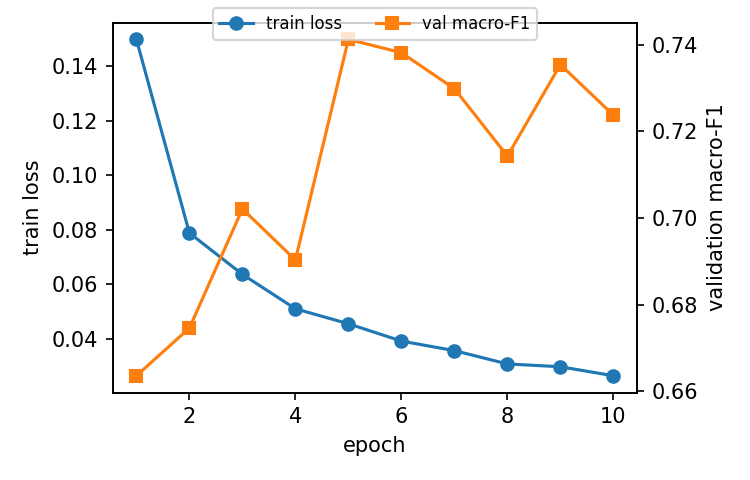 train loss val macro-F1
0.14
0.12
0.10
0.08
0.06
0.04
train loss
0.74
0.72
0.70
0.68
0.66
validation macro-F1
2 4 6 8 10
epoch